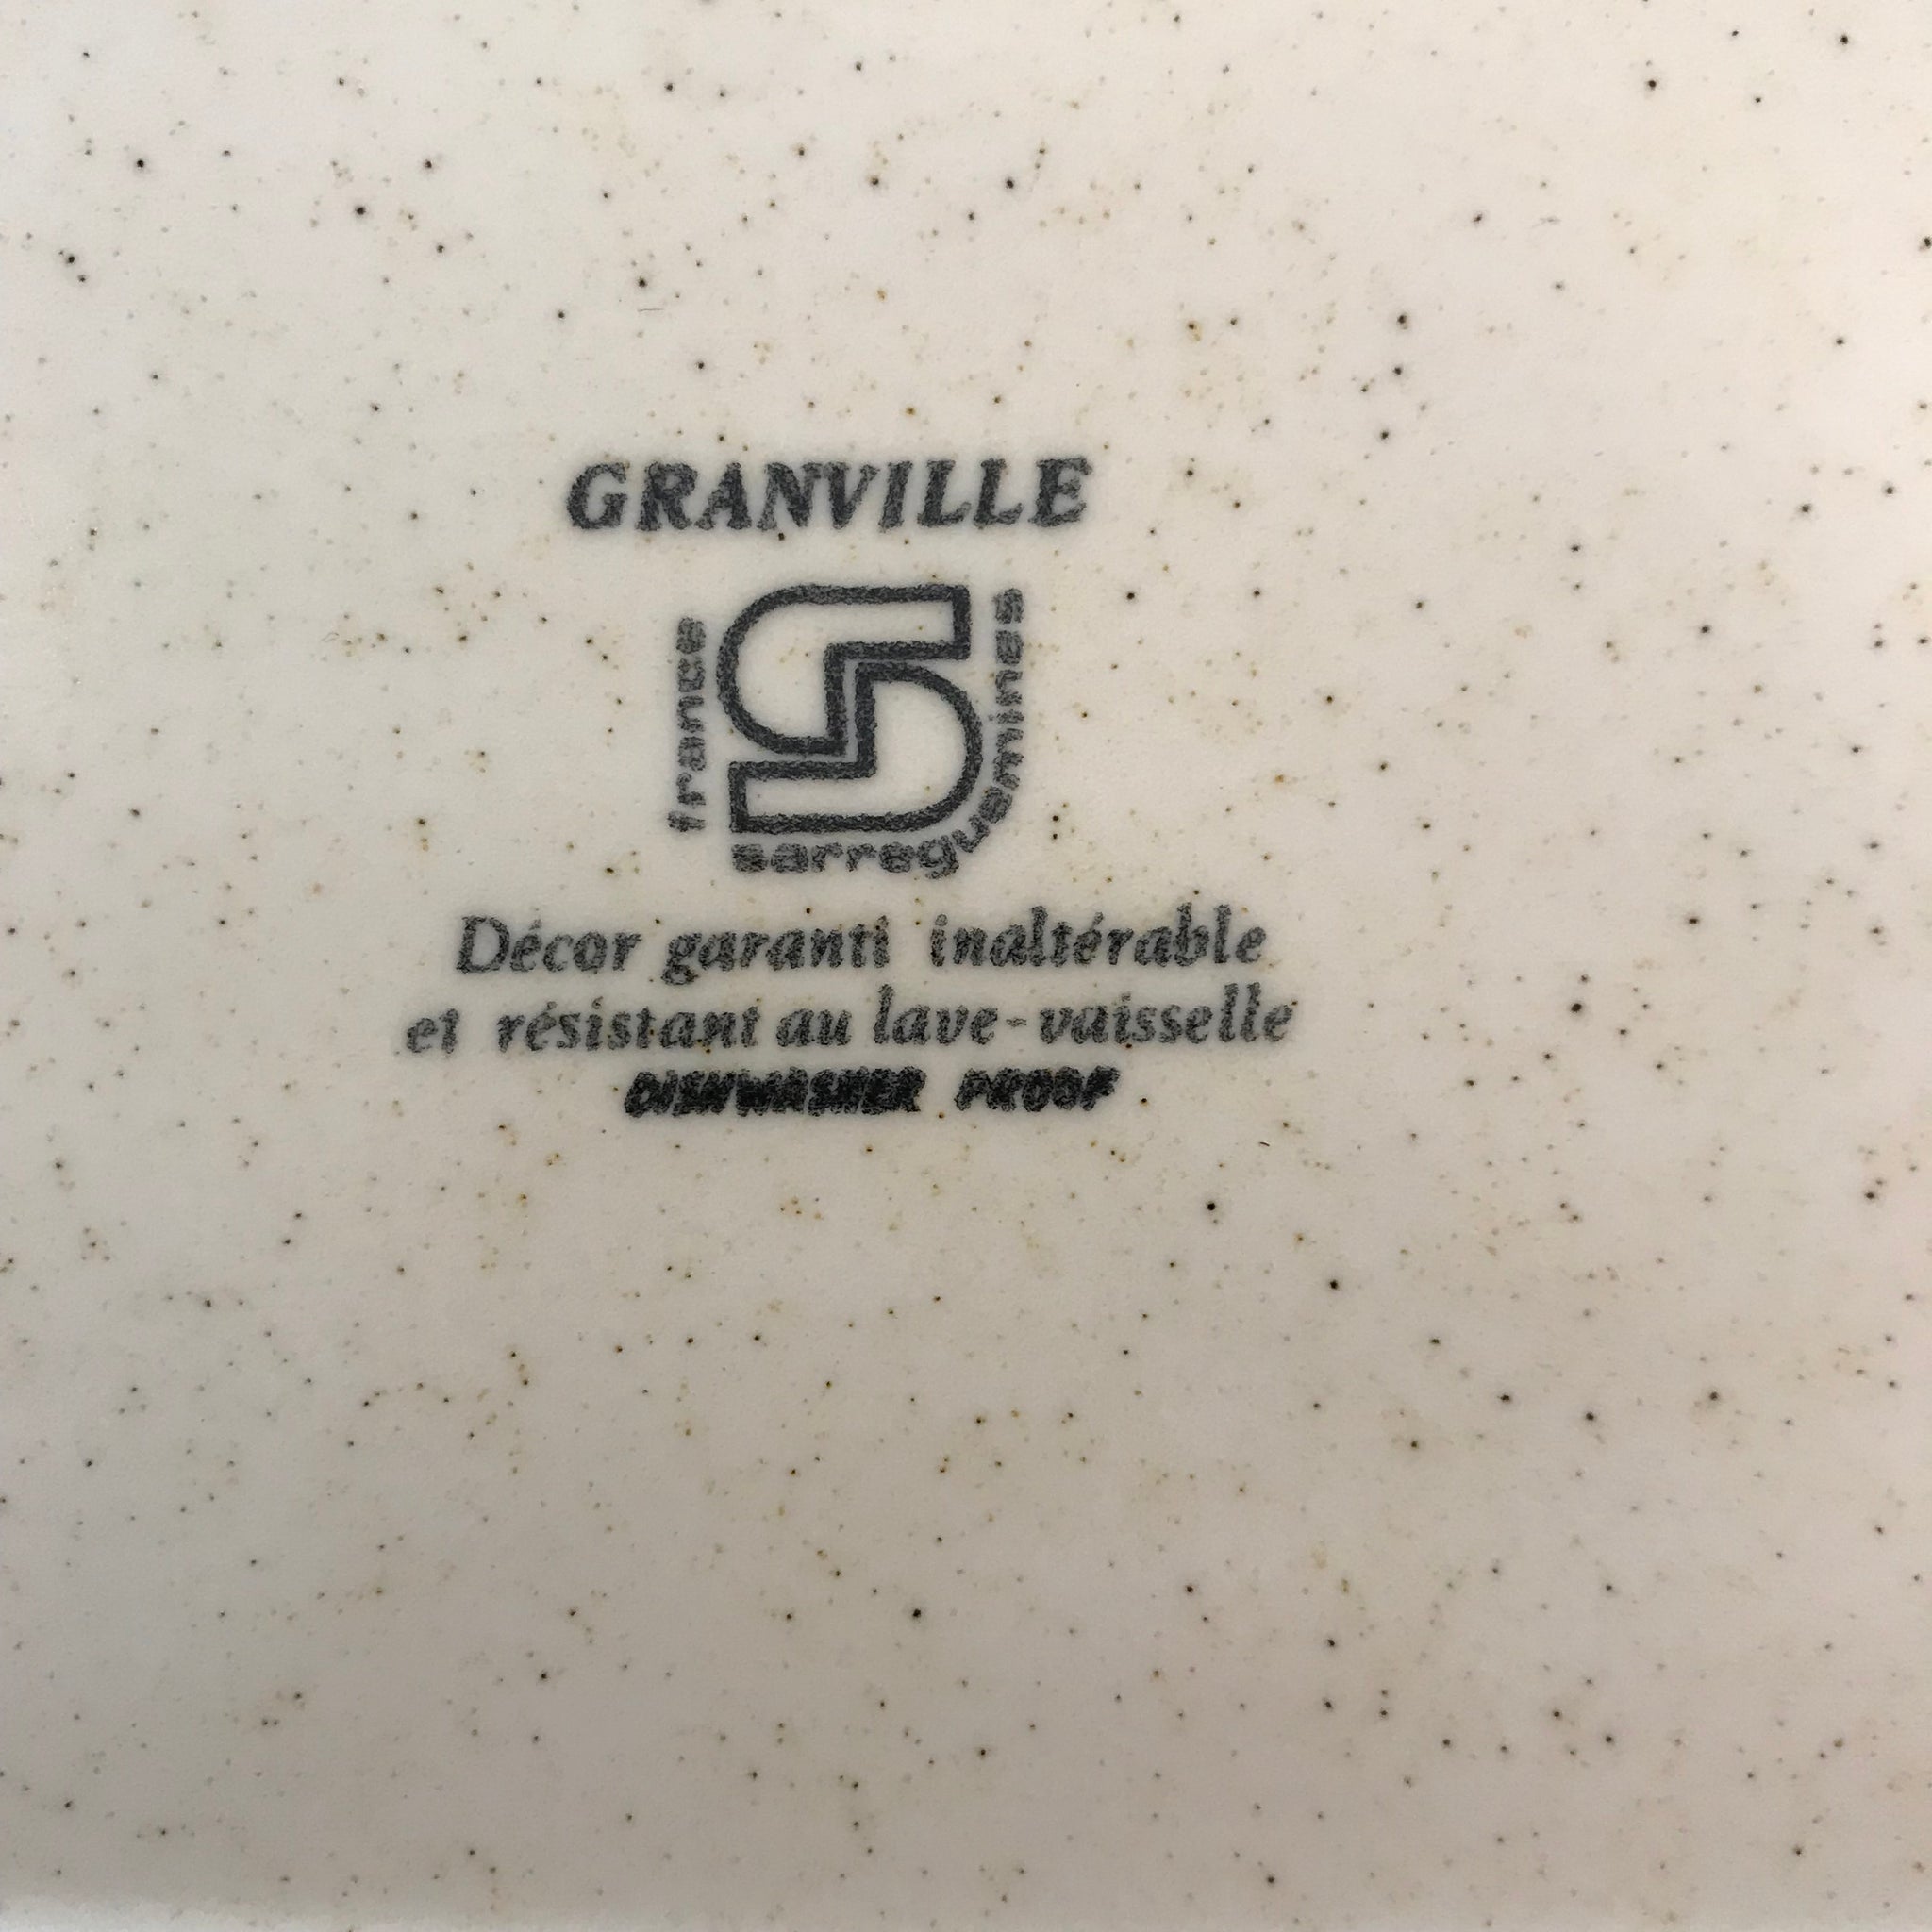 GRANVILLE
france
sarreguemines
Décor garanti inaltérable
et résistant au lave-vaisselle
DISHWASHER PROOF